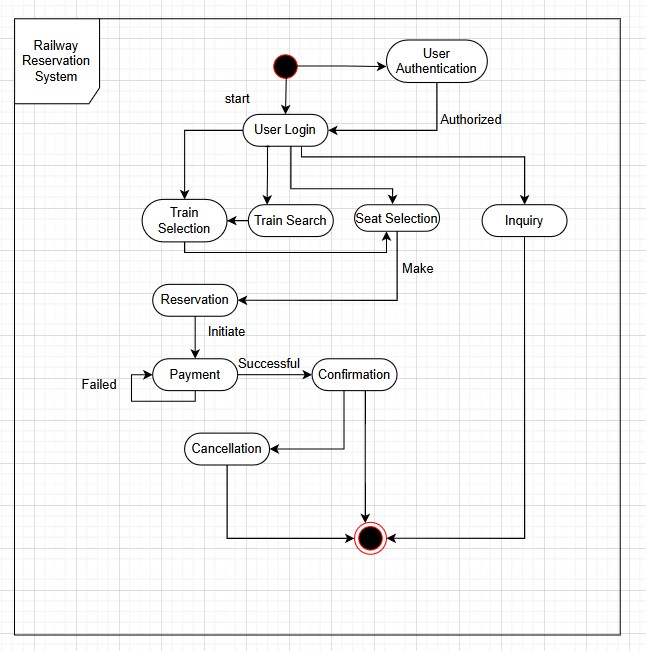 Railway
Reservation
System
User
Authentication
start
Authorized
User Login
Train
Selection
Train Search
Seat Selection
Inquiry
Make
Reservation
Initiate
Payment
Successful
Confirmation
Failed
Cancellation